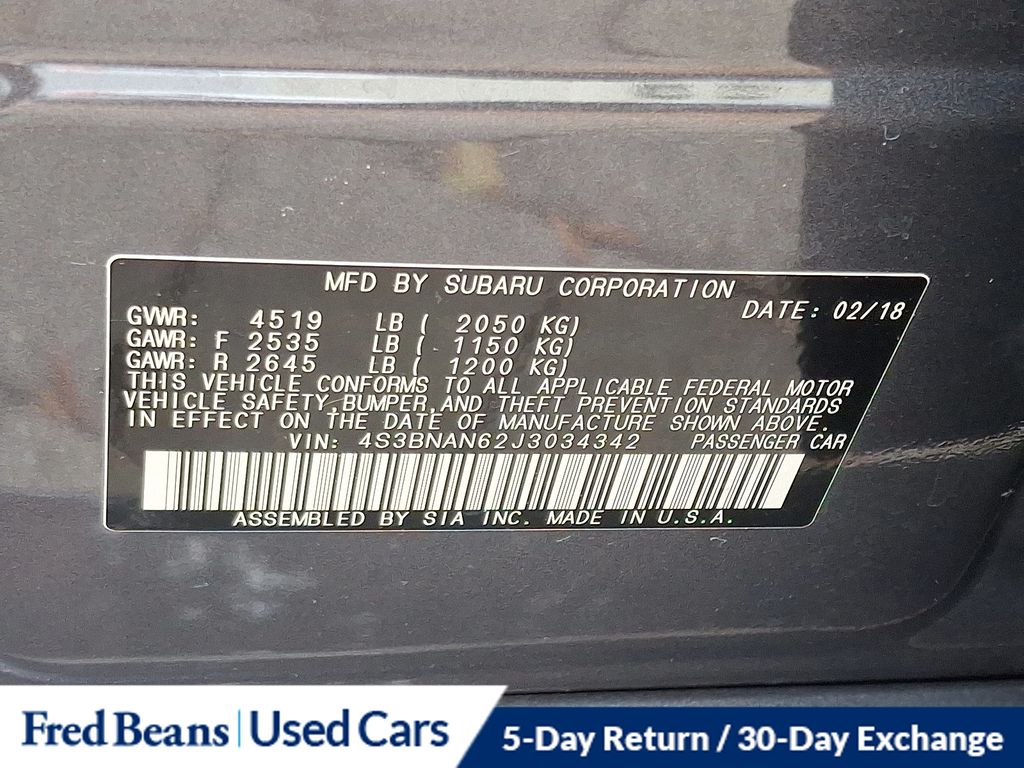 MFD BY SUBARU CORPORATION
GVWR: 4519 LB ( 2050 KG) DATE: 02/18
GAWR: F 2535 LB ( 1150 KG)
GAWR: R 2645 LB ( 1200 KG)
THIS VEHICLE CONFORMS TO ALL APPLICABLE FEDERAL MOTOR
VEHICLE SAFETY,BUMPER,AND THEFT PREVENTION STANDARDS
IN EFFECT ON THE DATE OF MANUFACTURE SHOWN ABOVE.
VIN: 4S3BNAN62J3034342 PASSENGER CAR
ASSEMBLED BY SIA INC. MADE IN U.S.A.
Fred Beans | Used Cars
5-Day Return / 30-Day Exchange